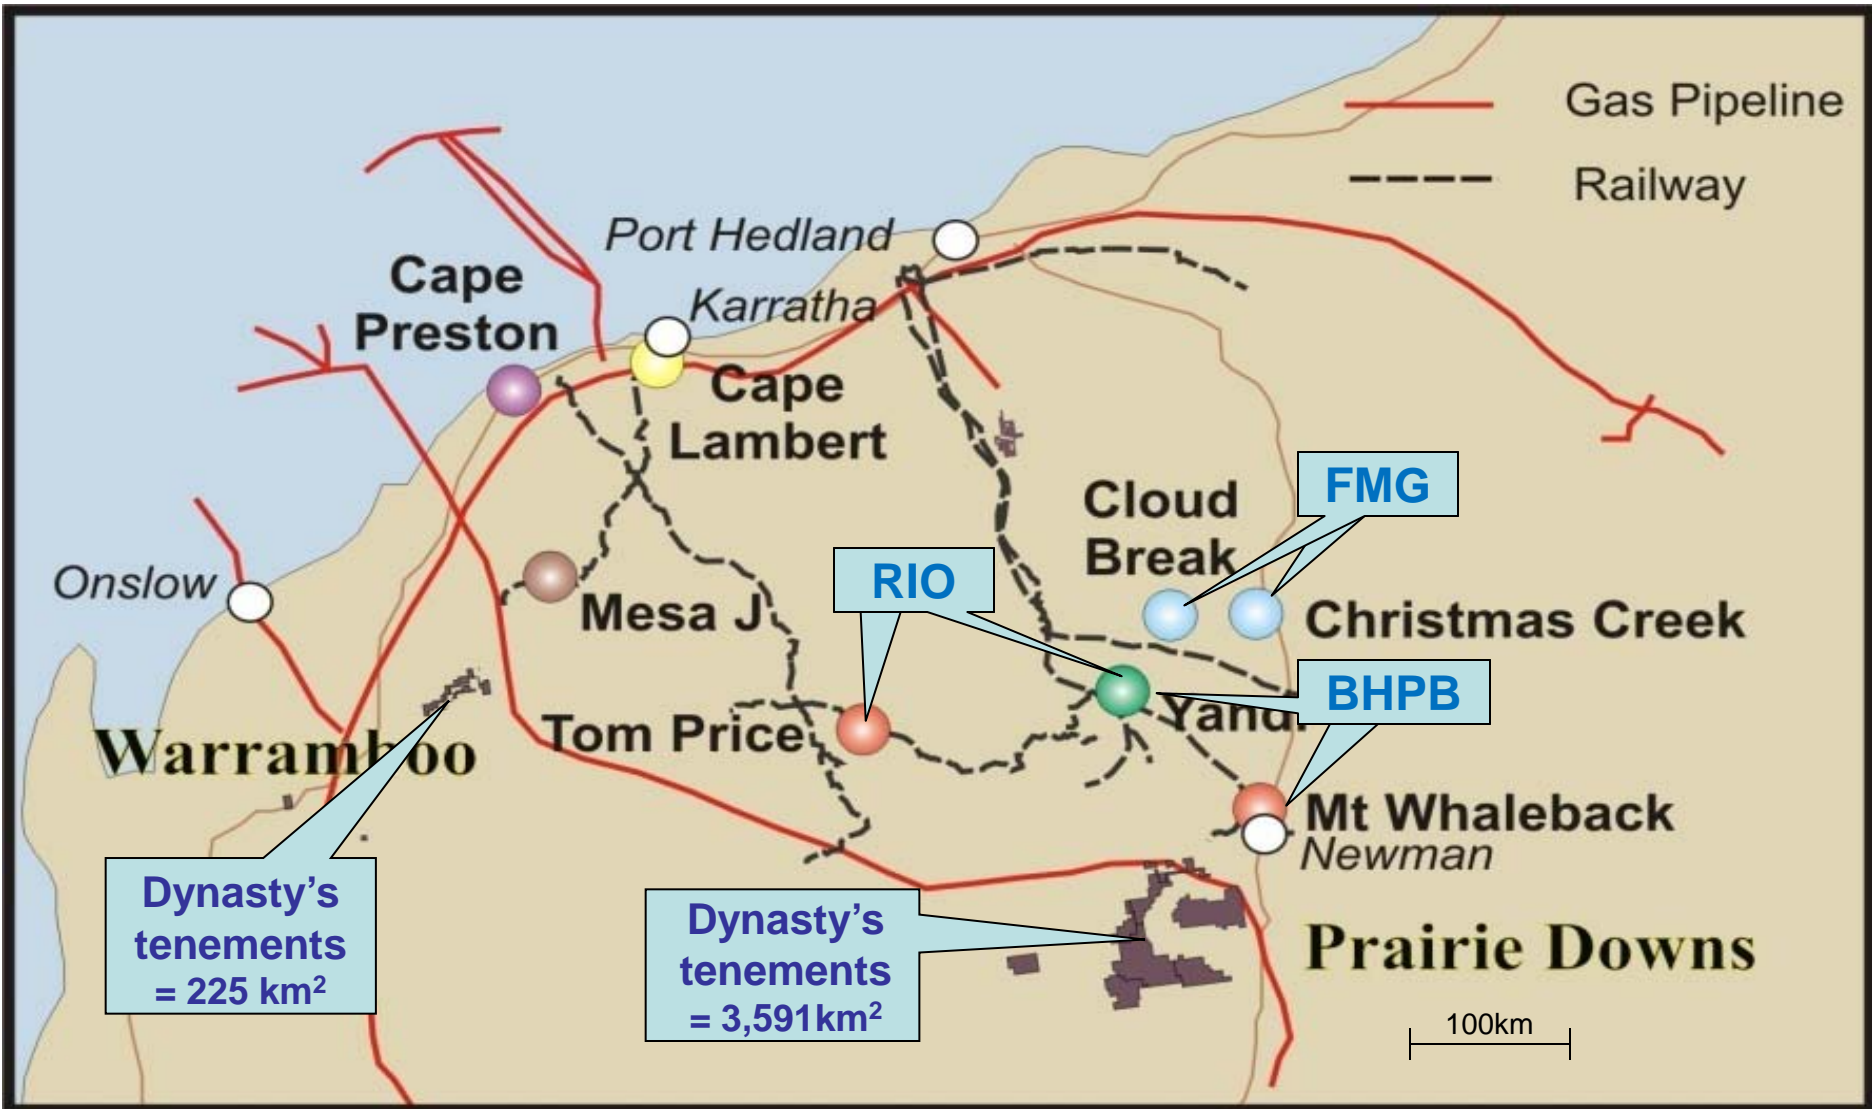 Gas Pipeline
Railway
Port Hedland
Cape
Preston
Karratha
Cape
Lambert
FMG
Cloud
Break
RIO
Onslow
Mesa J
Christmas Creek
BHPB
Yandi
Warramboo
Tom Price
Mt Whaleback
Newman
Dynasty’s
tenements
= 225 km²
Dynasty’s
tenements
= 3,591km²
Prairie Downs
100km